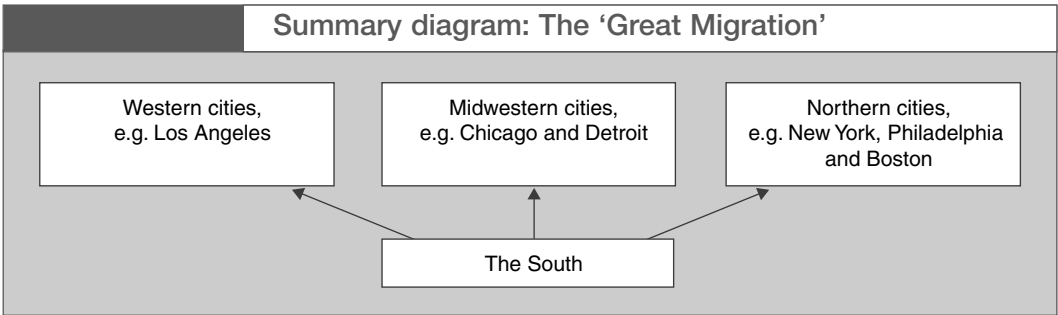 Summary diagram: The ‘Great Migration’
Western cities,
e.g. Los Angeles
Midwestern cities,
e.g. Chicago and Detroit
Northern cities,
e.g. New York, Philadelphia
and Boston
The South